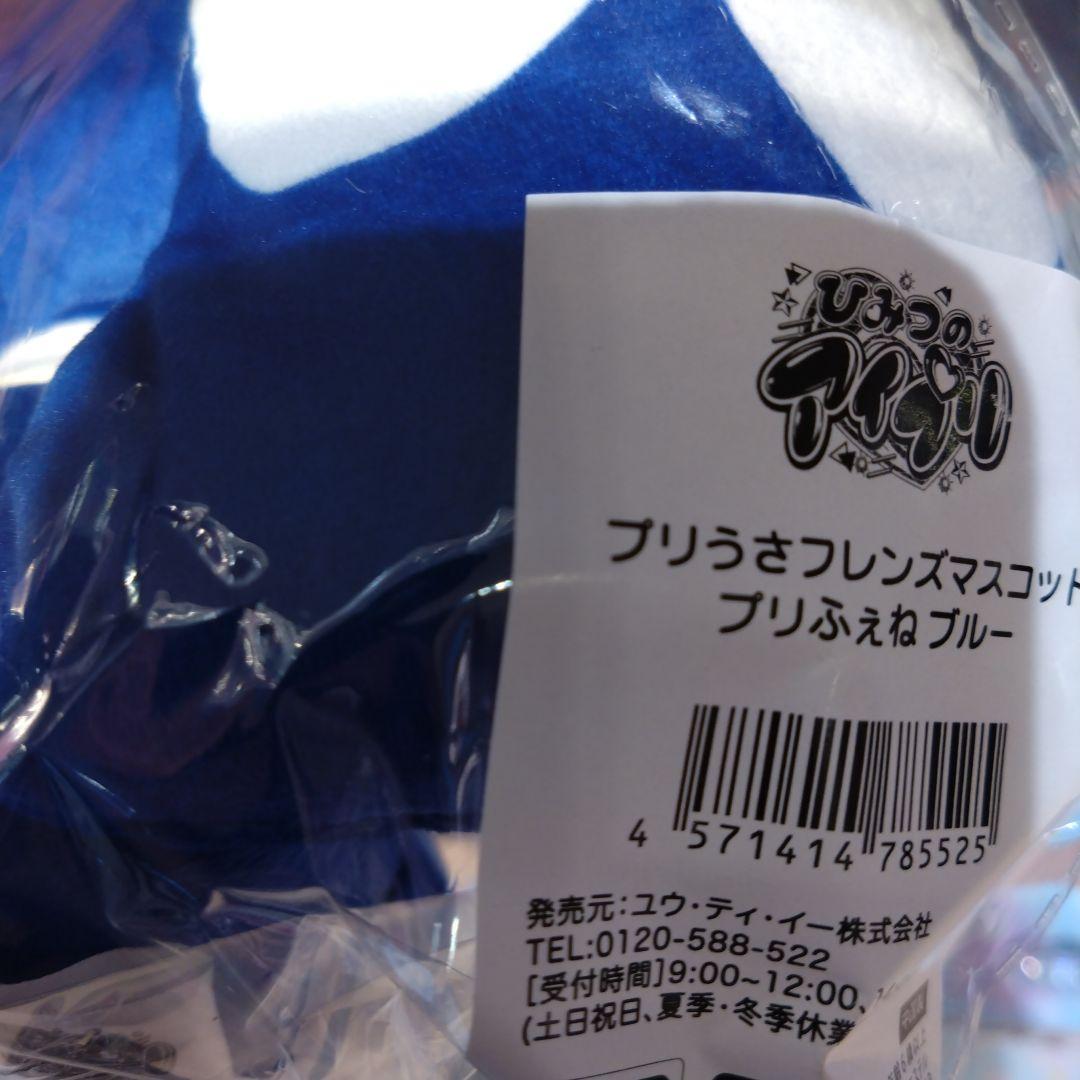 ひみつの
アイプリ
プリうさフレンズマスコット
プリふぇね ブルー
4 571414 785525
発売元:ユウ・ティ・イー株式会社
TEL:0120-588-522
[受付時間]9:00~12:00、
(土日祝日、夏季・冬季休業